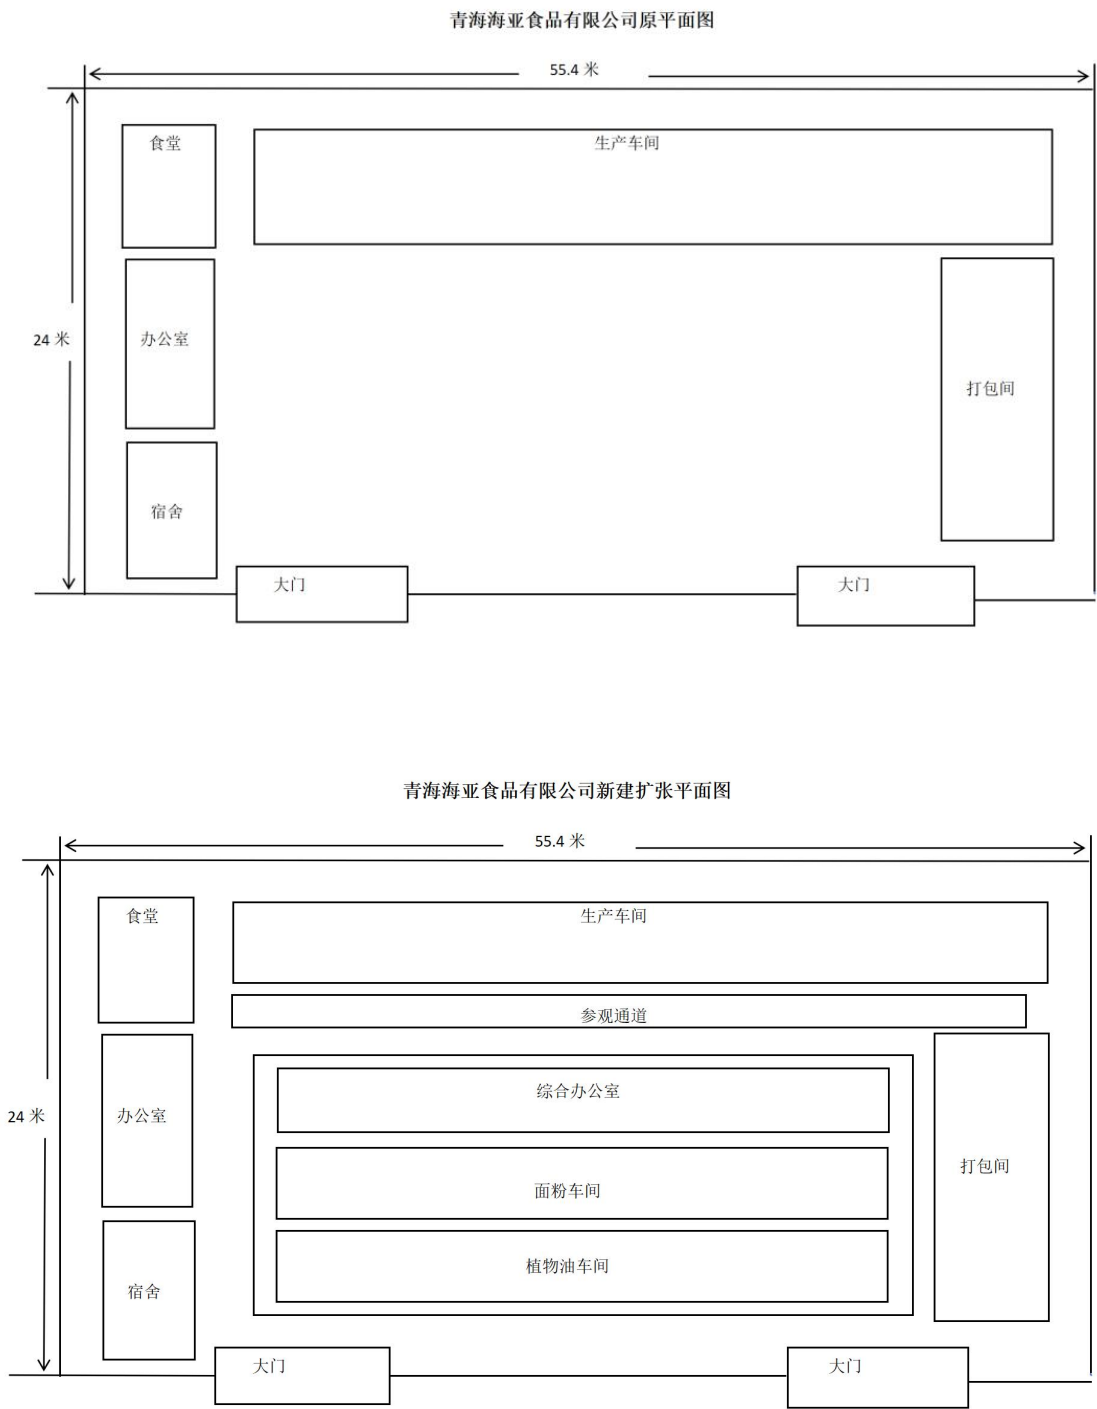 青海海亚食品有限公司原平面图
55.4 米
食堂
生产车间
24 米
办公室
打包间
宿舍
大门
大门
青海海亚食品有限公司新建扩张平面图
55.4 米
食堂
生产车间
参观通道
综合办公室
24 米
办公室
打包间
面粉车间
植物油车间
宿舍
大门
大门